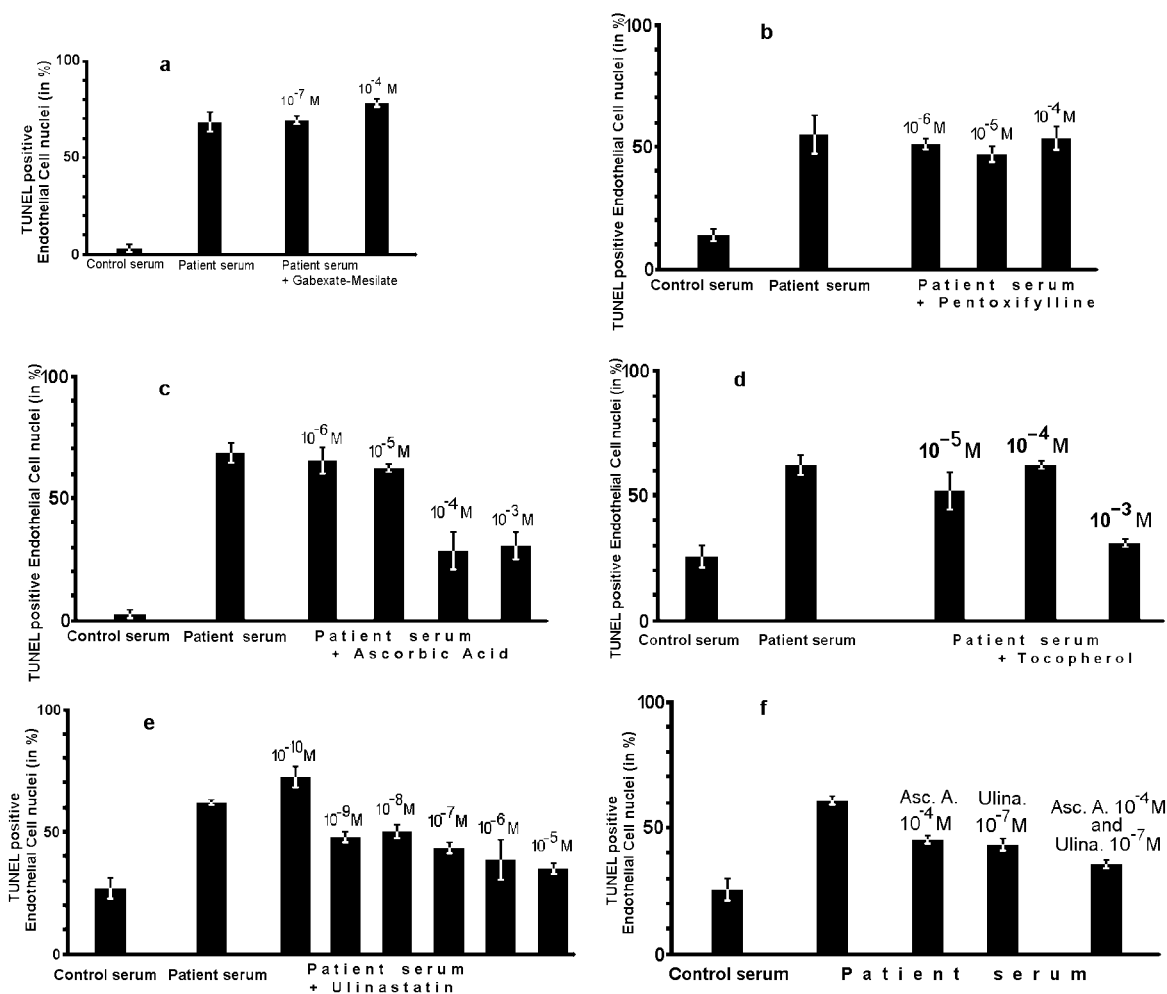 a
TUNEL positive
Endothelial Cell nuclei (in %)
100
50
0
10⁻⁷ M
10⁻⁴ M
Control serum
Patient serum
Patient serum
+ Gabexate-Mesilate
b
TUNEL positive Endothelial Cell nuclei (in %)
100
50
0
10⁻⁶ M
10⁻⁵ M
10⁻⁴ M
Control serum
Patient serum
Patient serum
+ Pentoxifylline
c
TUNEL positive Endothelial Cell nuclei (in %)
100
50
0
10⁻⁶ M
10⁻⁵ M
10⁻⁴ M
10⁻³ M
Control serum
Patient serum
Patient serum
+ Ascorbic Acid
d
TUNEL positive Endothelial Cell nuclei (in %)
100
50
0
10⁻⁵ M
10⁻⁴ M
10⁻³ M
Control serum
Patient serum
Patient serum
+ Tocopherol
e
TUNEL positive
Endothelial Cell nuclei (in %)
100
50
0
10⁻¹⁰ M
10⁻⁹ M
10⁻⁸ M
10⁻⁷ M
10⁻⁶ M
10⁻⁵ M
Control serum
Patient serum
Patient serum
+ Ulinastatin
f
TUNEL positive
Endothelial Cell nuclei (in %)
100
50
0
Asc. A.
10⁻⁴ M
Ulina.
10⁻⁷ M
Asc. A. 10⁻⁴ M
and
Ulina. 10⁻⁷ M
Control serum
Patient serum